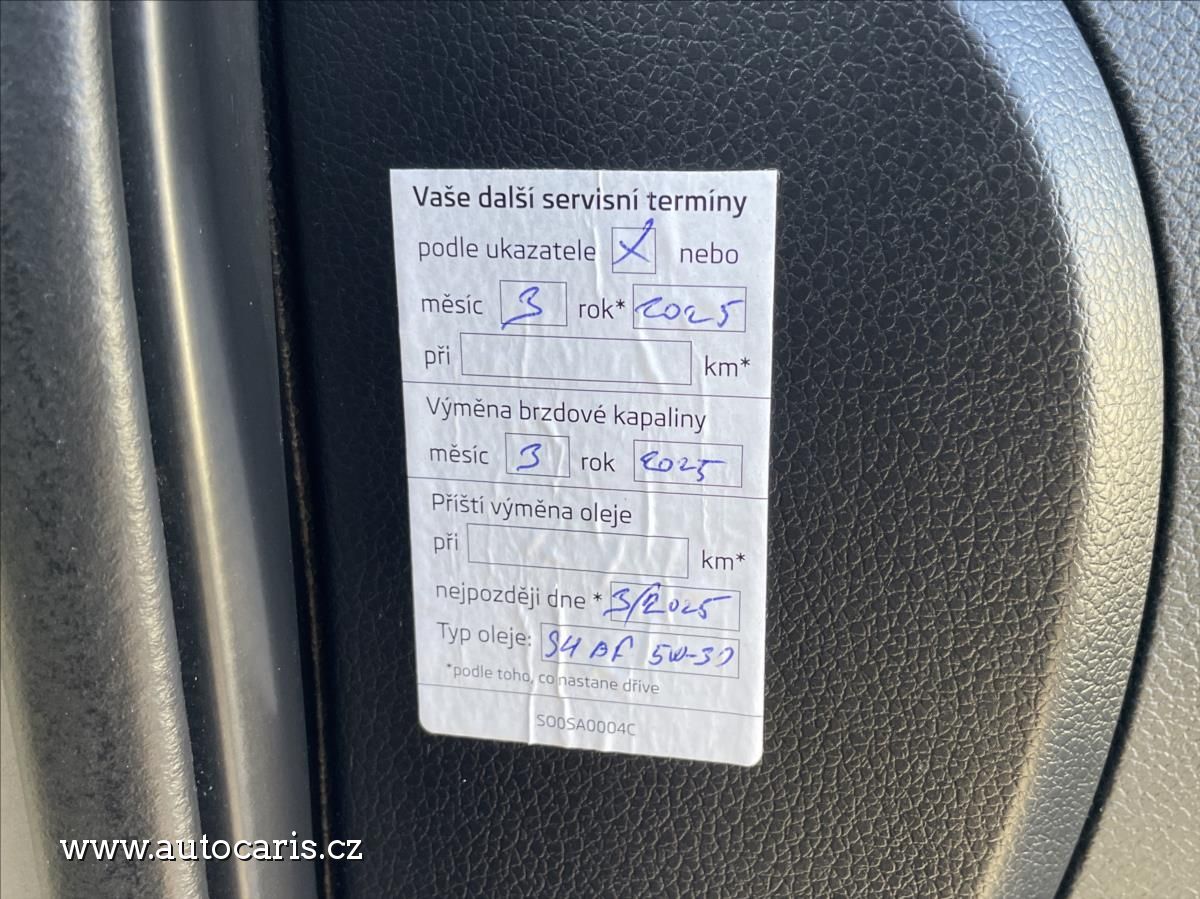 Vaše další servisní termíny
podle ukazatele X nebo
měsíc 3 rok* 2025
při km*
Výměna brzdové kapaliny
měsíc 3 rok 2025
Příští výměna oleje
při km*
nejpozději dne * 3/2025
Typ oleje: 5W-30
*podle toho, co nastane dříve
S00SA0004C
www.autocaris.cz